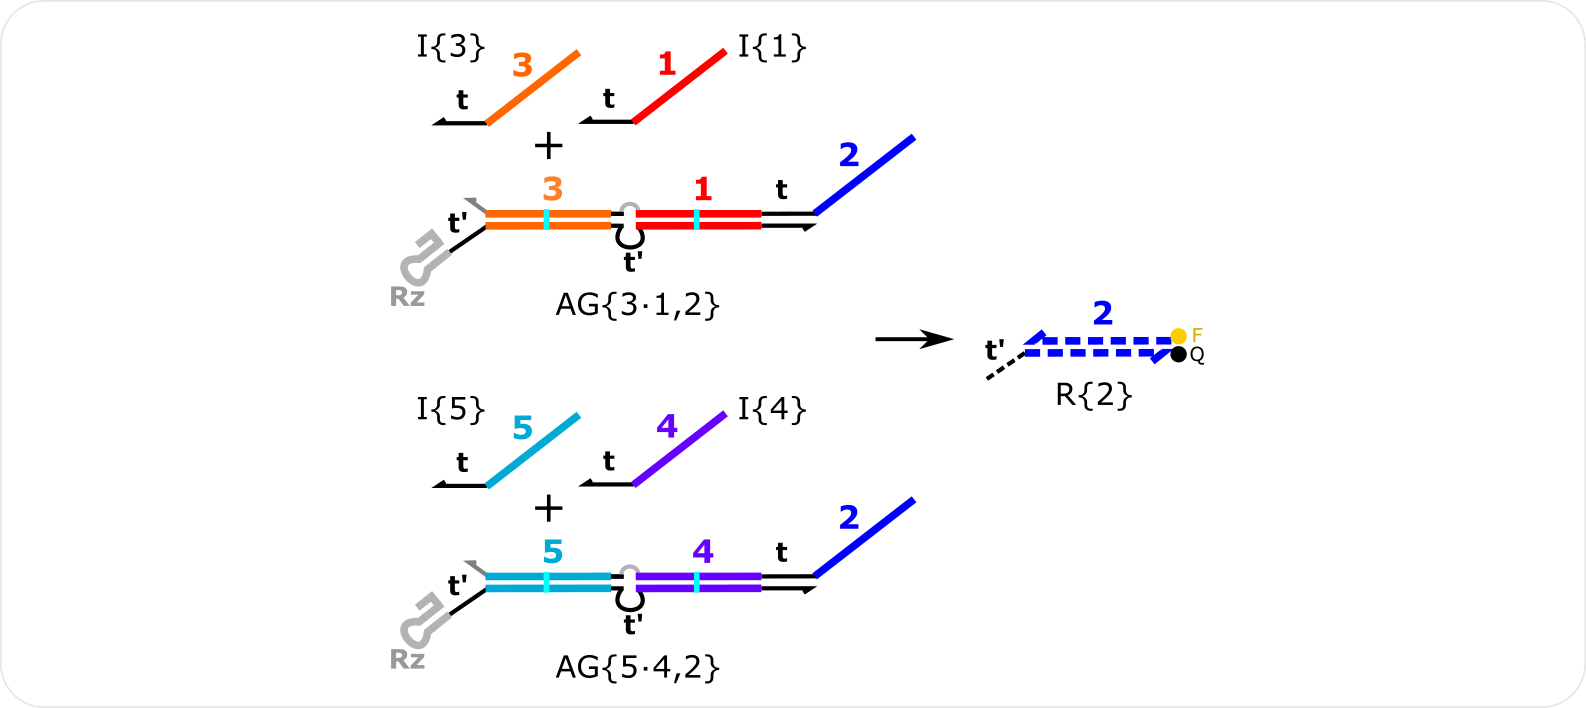 I{3}
3
t
I{1}
1
t
+
3
1
t
2
t'
t'
Rz
AG{3·1,2}
2
F
t'
Q
R{2}
I{5}
5
t
I{4}
4
t
+
5
4
t
2
t'
t'
Rz
AG{5·4,2}